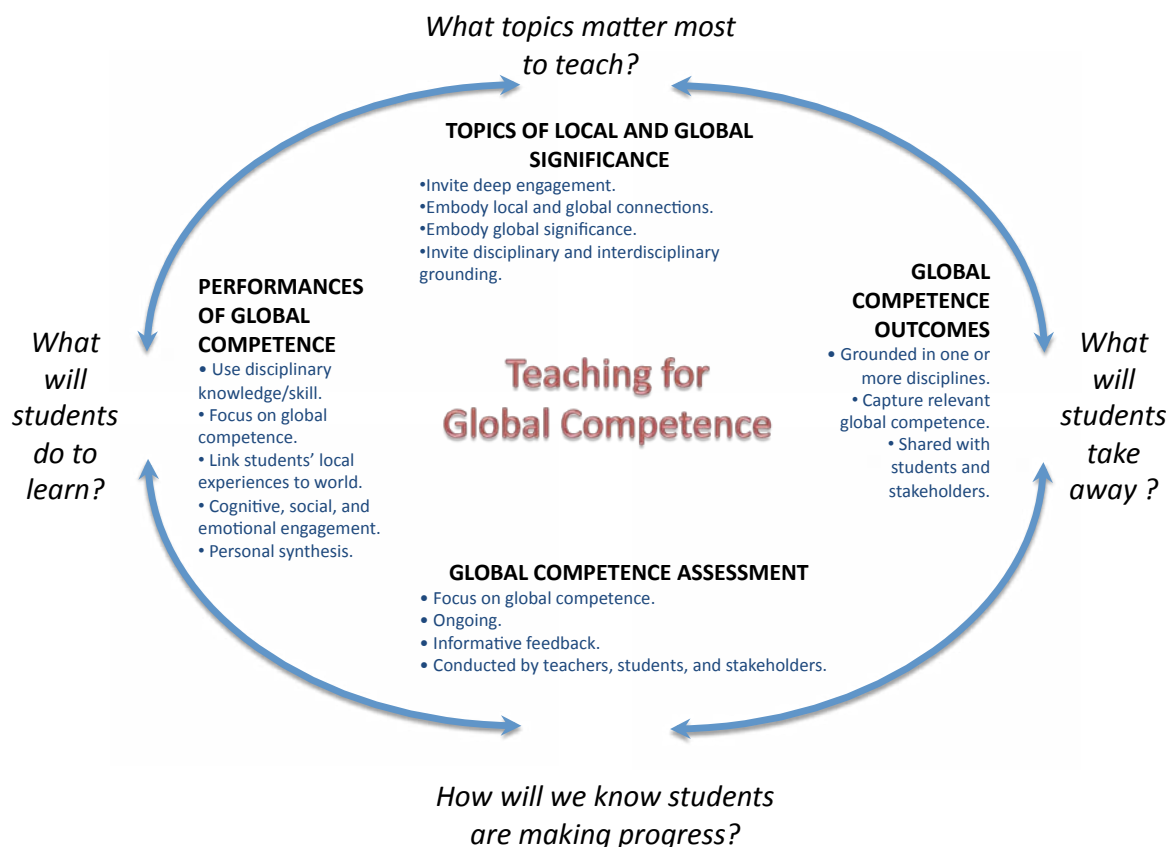 What topics matter most
to teach?
TOPICS OF LOCAL AND GLOBAL
SIGNIFICANCE
•Invite deep engagement.
•Embody local and global connections.
•Embody global significance.
•Invite disciplinary and interdisciplinary
grounding.
PERFORMANCES
OF GLOBAL
COMPETENCE
• Use disciplinary
knowledge/skill.
• Focus on global
competence.
• Link students’ local
experiences to world.
• Cognitive, social, and
emotional engagement.
• Personal synthesis.
What
will
students
do to
learn?
Teaching for
Global Competence
GLOBAL
COMPETENCE
OUTCOMES
• Grounded in one or
more disciplines.
• Capture relevant
global competence.
• Shared with
students and
stakeholders.
What
will
students
take
away ?
GLOBAL COMPETENCE ASSESSMENT
• Focus on global competence.
• Ongoing.
• Informative feedback.
• Conducted by teachers, students, and stakeholders.
How will we know students
are making progress?